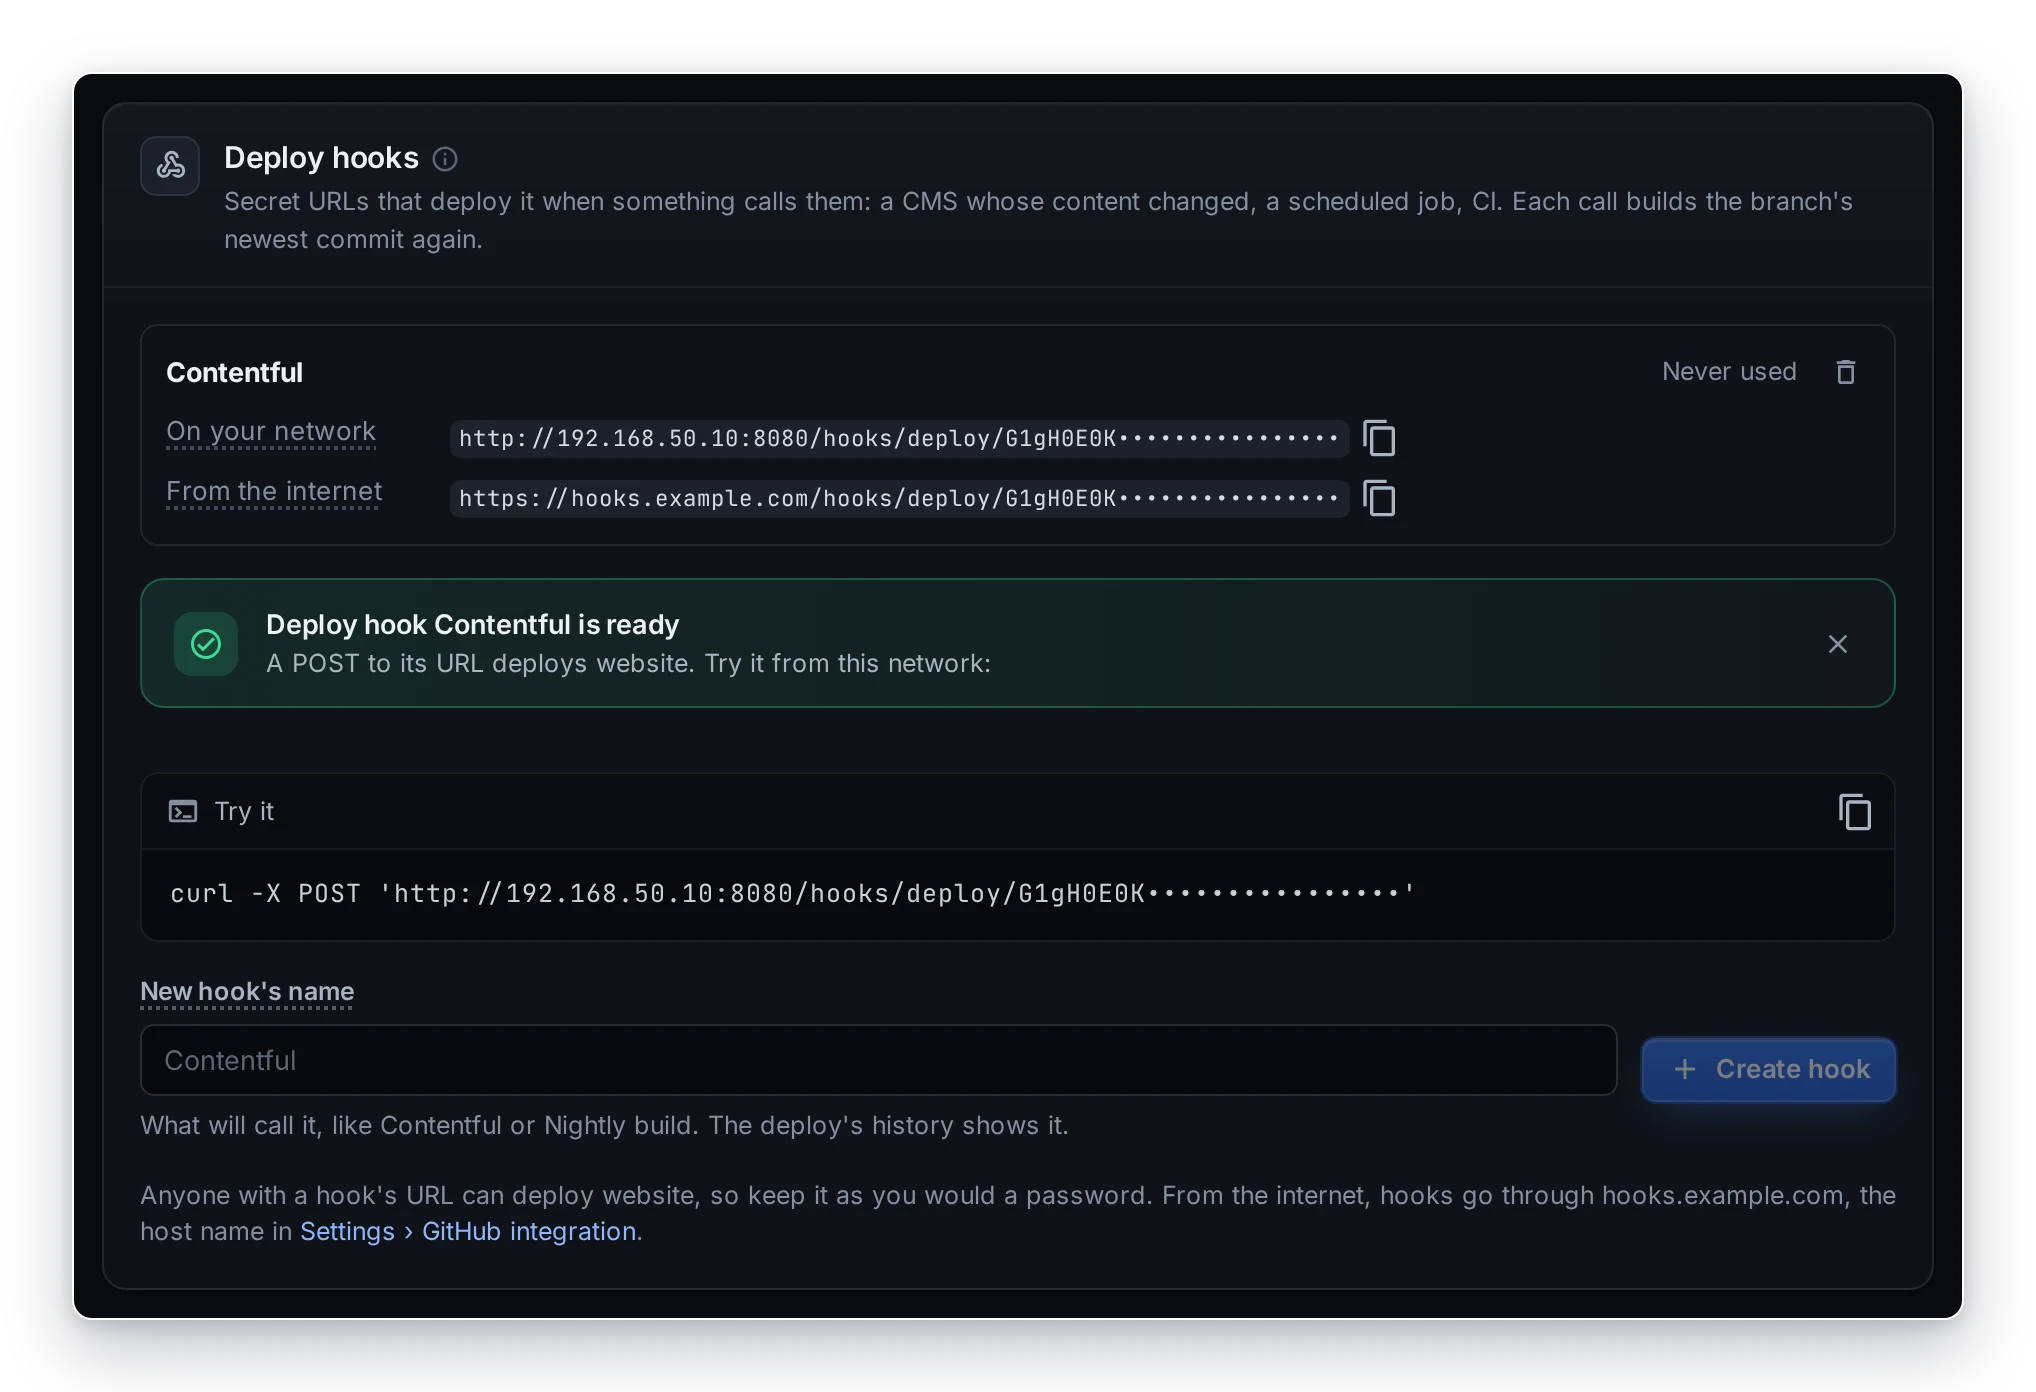 Deploy hooks
Secret URLs that deploy it when something calls them: a CMS whose content changed, a scheduled job, CI. Each call builds the branch's
newest commit again.
Contentful
Never used
On your network
http://192.168.50.10:8080/hooks/deploy/G1gH0E0K••••••••••••••••
From the internet
https://hooks.example.com/hooks/deploy/G1gH0E0K••••••••••••••••
Deploy hook Contentful is ready
A POST to its URL deploys website. Try it from this network:
Try it
curl -X POST 'http://192.168.50.10:8080/hooks/deploy/G1gH0E0K••••••••••••••••'
New hook's name
Contentful
Create hook
What will call it, like Contentful or Nightly build. The deploy's history shows it.
Anyone with a hook's URL can deploy website, so keep it as you would a password. From the internet, hooks go through hooks.example.com, the
host name in Settings › GitHub integration.